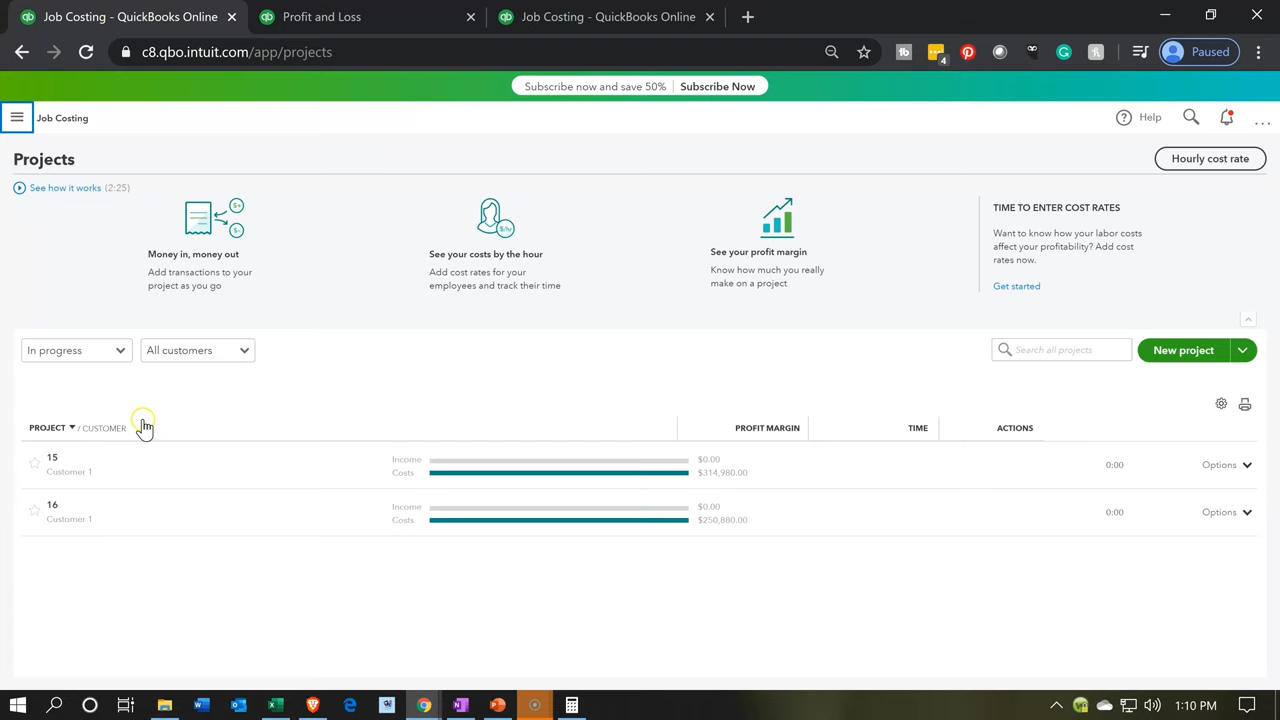 Job Costing - QuickBooks Online
Profit and Loss
Job Costing - QuickBooks Online
c8.qbo.intuit.com/app/projects
4
Paused
Subscribe now and save 50% Subscribe Now
Job Costing
Help
Projects
Hourly cost rate
See how it works (2:25)
Money in, money out
Add transactions to your
project as you go
See your costs by the hour
Add cost rates for your
employees and track their time
See your profit margin
Know how much you really
make on a project
TIME TO ENTER COST RATES
Want to know how your labor costs
affect your profitability? Add cost
rates now.
Get started
In progress
All customers
Search all projects
New project
PROJECT / CUSTOMER
PROFIT MARGIN
TIME
ACTIONS
15
Customer 1
Income $0.00
Costs $314,980.00
0:00
Options
16
Customer 1
Income $0.00
Costs $250,880.00
0:00
Options
1:10 PM